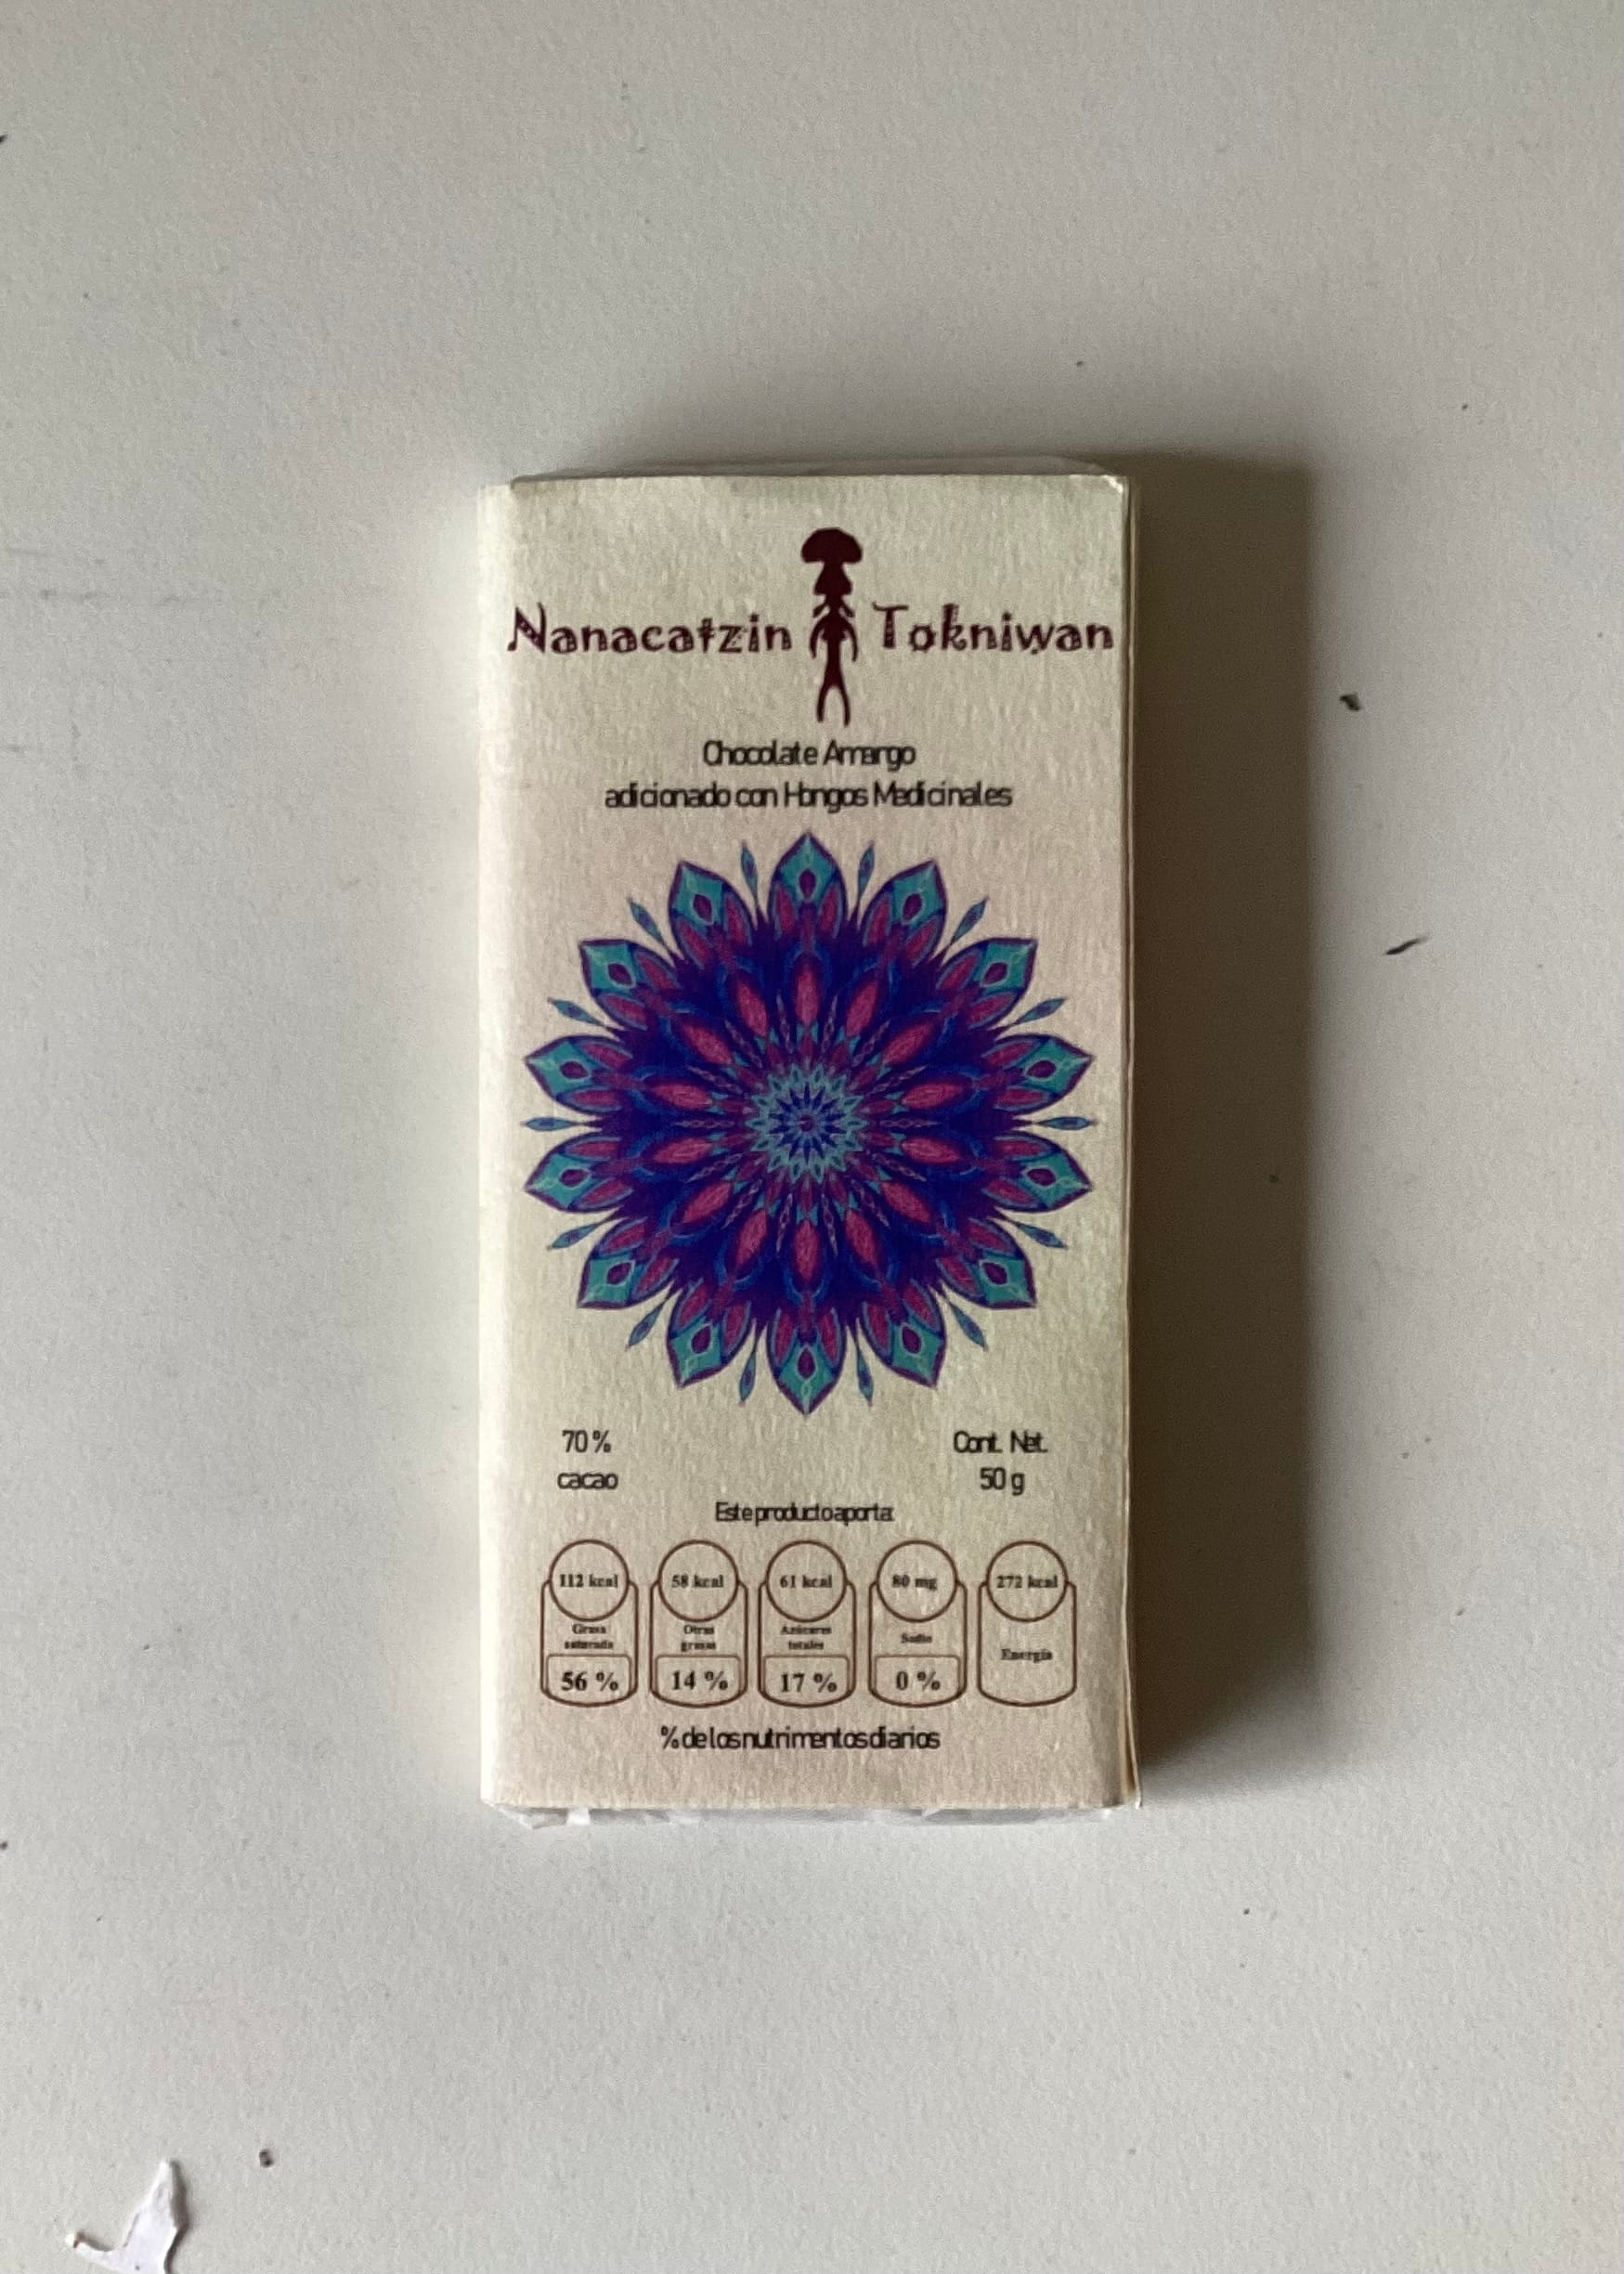 Nanacatzin Tokniwan
Chocolate Amargo
adicionado con Hongos Medicinales
70 %
cacao
Cont. Net.
50 g
Este producto aporta:
112 kcal
Grasa
saturada
56 %
58 kcal
Otras
grasas
14 %
61 kcal
Azúcares
totales
17 %
80 mg
Sodio
0 %
272 kcal
Energía
% de los nutrimentos diarios